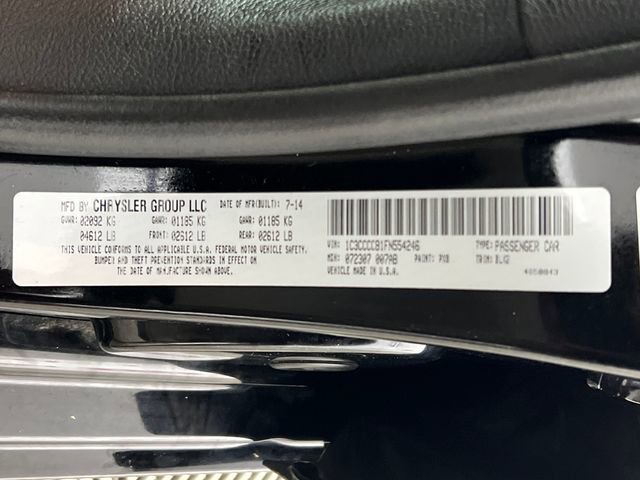 MFD BY CHRYSLER GROUP LLC DATE OF MFR(BUILT): 7-14
GVWR: 02092 KG GAWR: 01185 KG GAWR: 01185 KG
04612 LB FRONT: 02612 LB REAR: 02612 LB
THIS VEHICLE CONFORMS TO ALL APPLICABLE U.S.A. FEDERAL MOTOR VEHICLE SAFETY,
BUMPER AND THEFT PREVENTION STANDARDS IN EFFECT ON
THE DATE OF MANUFACTURE SHOWN ABOVE.
VIN: 1C3CCCCB1FN554246 TYPE: PASSENGER CAR
MDH: 072307 007AB PAINT: PX8 TRIM: BLX2
MADE IN U.S.A. 4650843